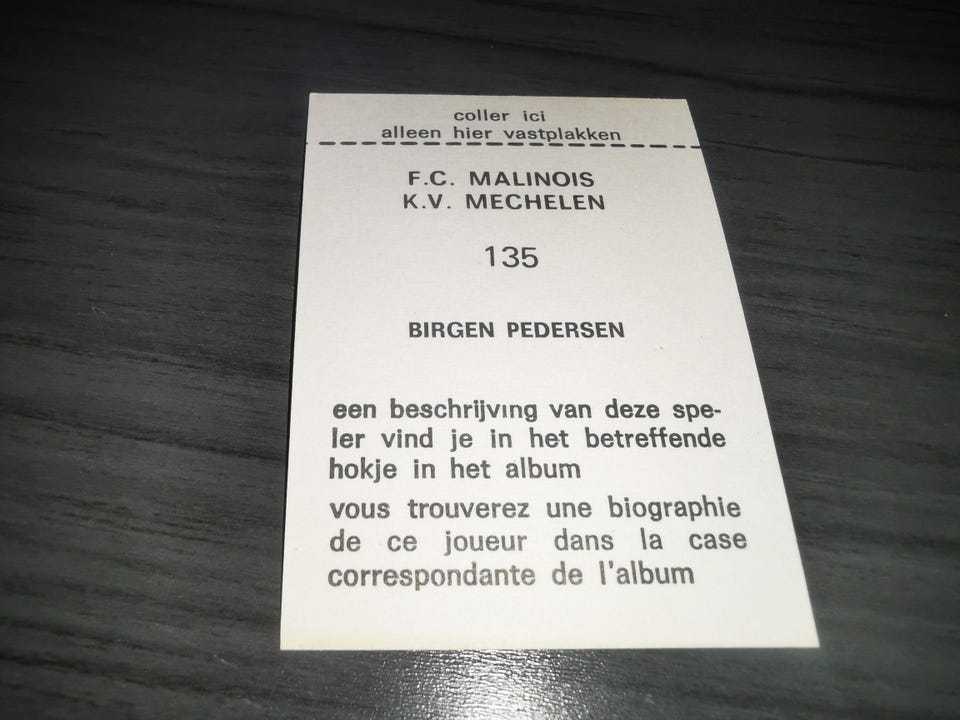 coller ici
alleen hier vastplakken
F.C. MALINOIS
K.V. MECHELEN
135
BIRGEN PEDERSEN
een beschrijving van deze spe-
ler vind je in het betreffende
hokje in het album
vous trouverez une biographie
de ce joueur dans la case
correspondante de l'album